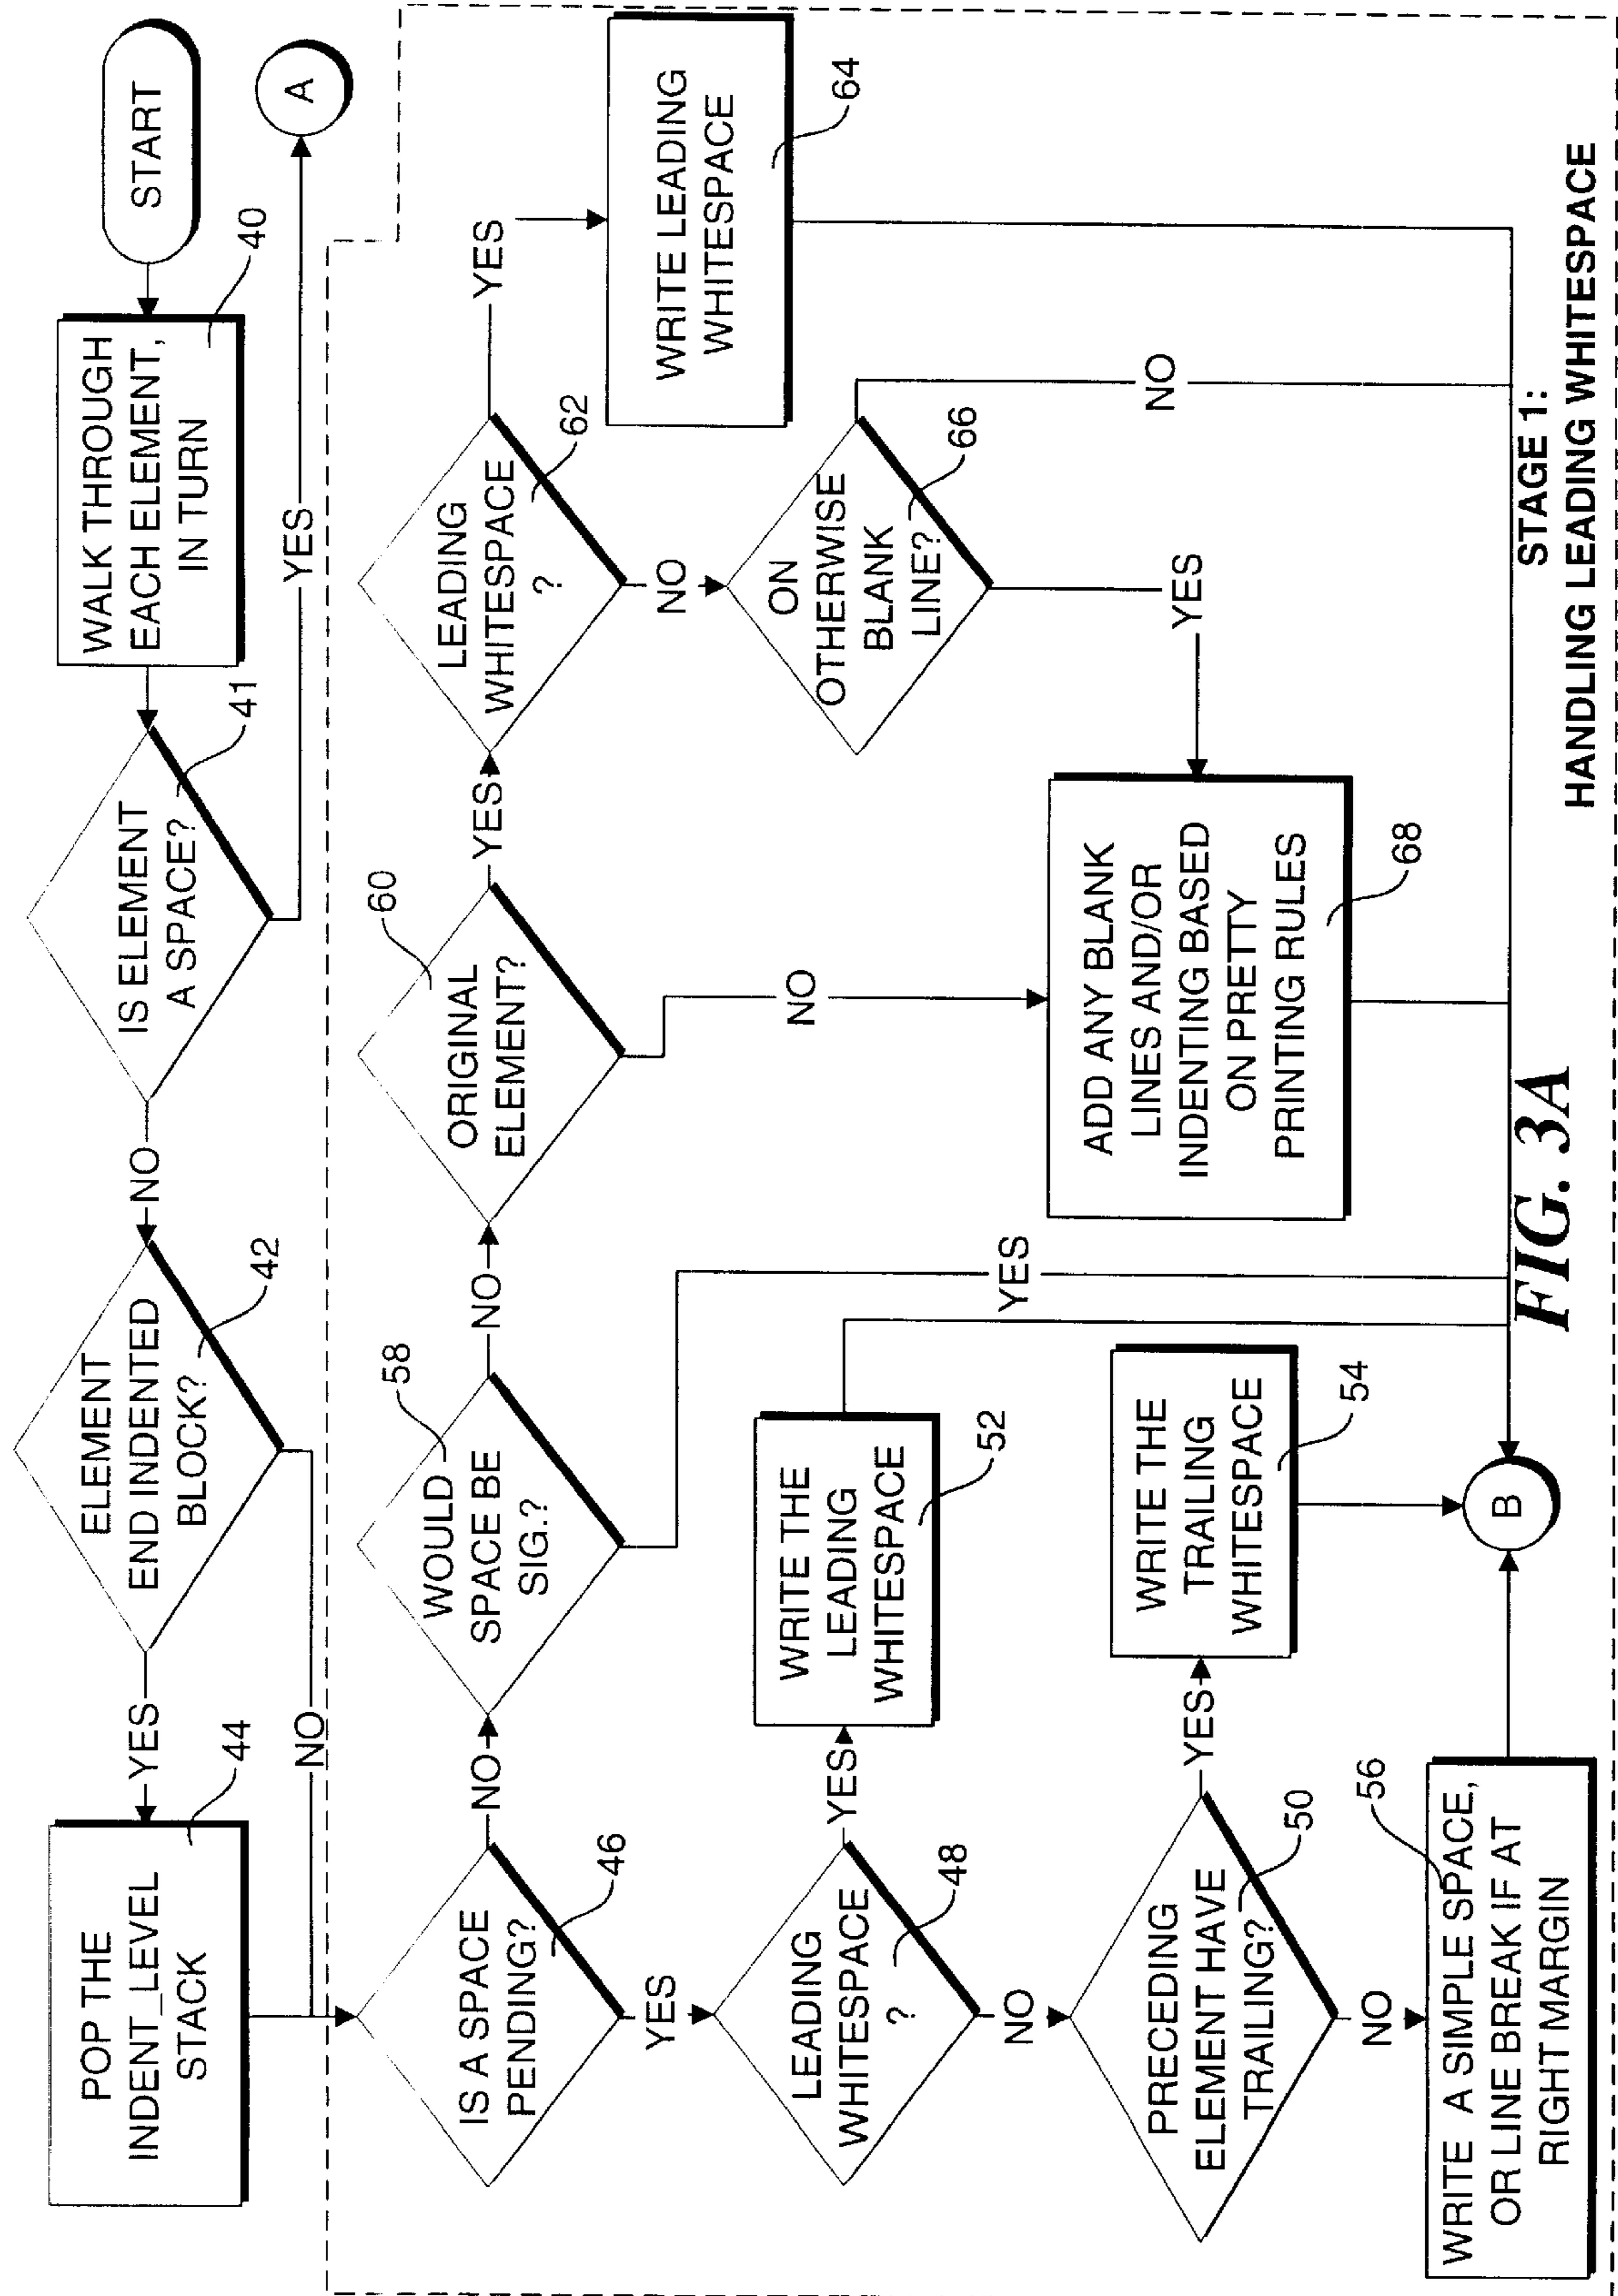 START
A
WALK THROUGH
EACH ELEMENT,
IN TURN
40
IS ELEMENT
A SPACE?
41
YES
NO
ELEMENT
END INDENTED
BLOCK?
42
YES
NO
POP THE
INDENT_LEVEL
STACK
44
IS A SPACE
PENDING?
46
NO
YES
WOULD
SPACE BE
SIG.?
58
NO
YES
ORIGINAL
ELEMENT?
60
YES
NO
LEADING
WHITESPACE
?
62
YES
NO
WRITE LEADING
WHITESPACE
64
ON
OTHERWISE
BLANK
LINE?
66
NO
YES
ADD ANY BLANK
LINES AND/OR
INDENTING BASED
ON PRETTY
PRINTING RULES
68
LEADING
WHITESPACE
?
48
YES
NO
WRITE THE
LEADING
WHITESPACE
52
PRECEDING
ELEMENT HAVE
TRAILING?
50
YES
NO
WRITE THE
TRAILING
WHITESPACE
54
WRITE A SIMPLE SPACE,
OR LINE BREAK IF AT
RIGHT MARGIN
56
B
FIG. 3A
STAGE 1:
HANDLING LEADING WHITESPACE